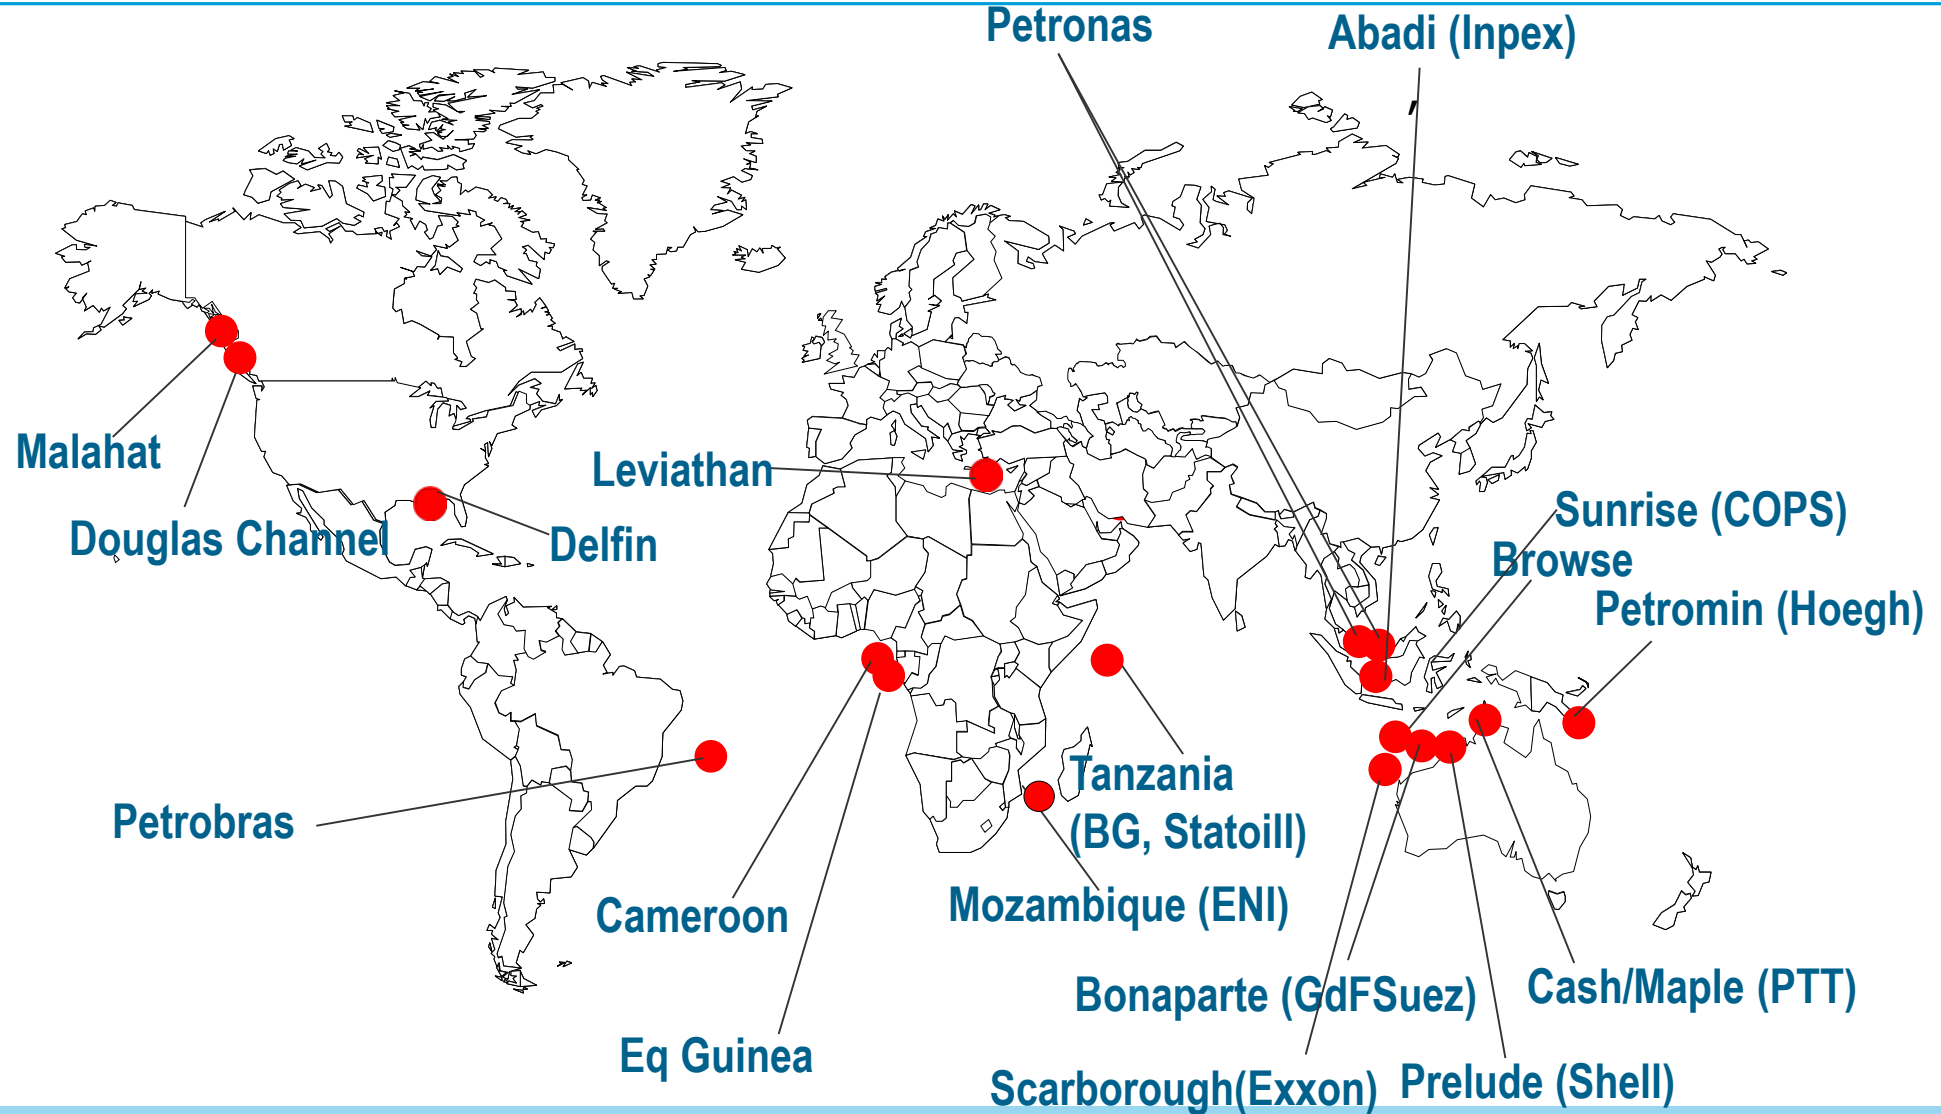 Petronas
Abadi (Inpex)
,
Malahat
Leviathan
Douglas Channel
Delfin
Sunrise (COPS)
Browse
Petromin (Hoegh)
Petrobras
Tanzania
(BG, Statoill)
Cameroon
Mozambique (ENI)
Bonaparte (GdFSuez)
Cash/Maple (PTT)
Eq Guinea
Scarborough(Exxon)
Prelude (Shell)